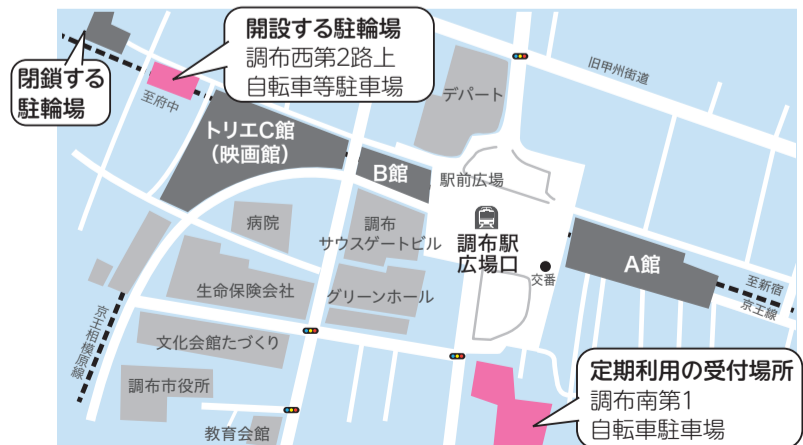 開設する駐輪場
調布西第2路上
自転車等駐車場
閉鎖する
駐輪場
至府中
旧甲州街道
デパート
トリエC館
(映画館)
B館
駅前広場
病院
調布
サウスゲートビル
調布駅
広場口
交番
A館
至新宿
京王線
生命保険会社
グリーンホール
京王相模原線
文化会館たづくり
調布市役所
教育会館
定期利用の受付場所
調布南第1
自転車駐車場